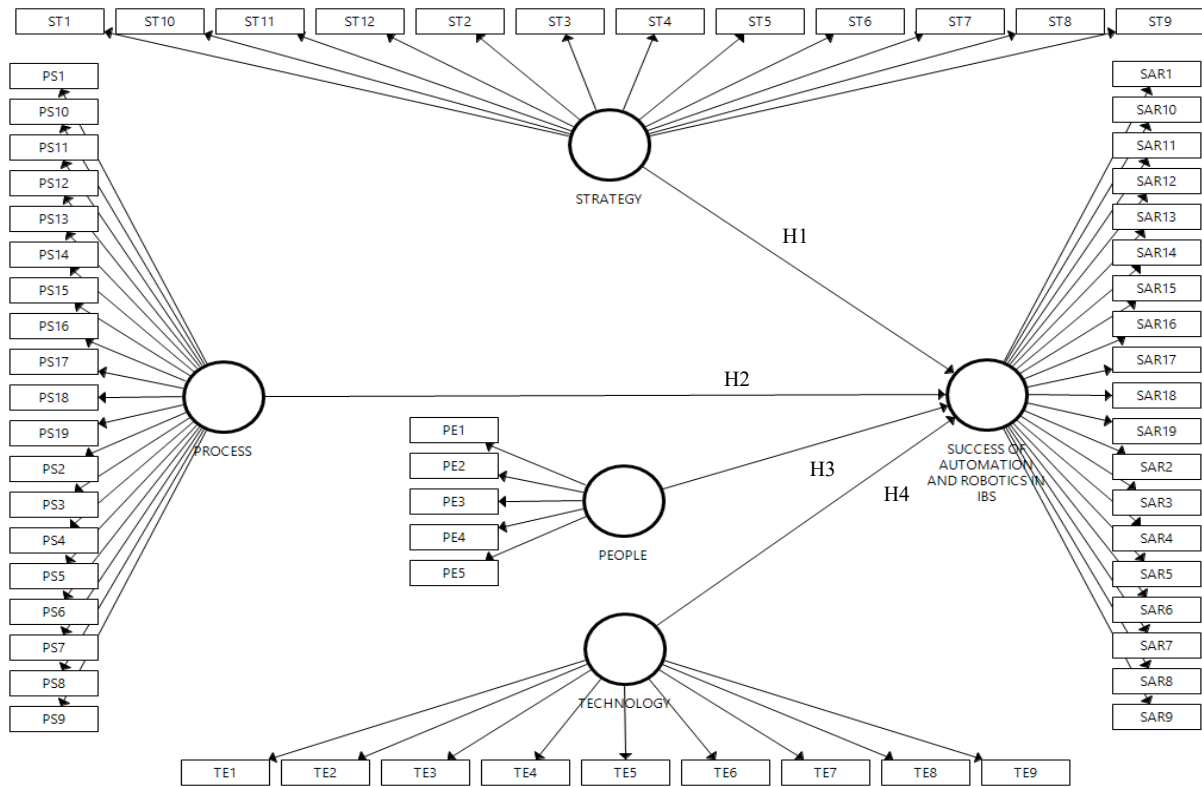 ST1
ST10
ST11
ST12
ST2
ST3
ST4
ST5
ST6
ST7
ST8
ST9
STRATEGY
PS1
PS10
PS11
PS12
PS13
PS14
PS15
PS16
PS17
PS18
PS19
PS2
PS3
PS4
PS5
PS6
PS7
PS8
PS9
PROCESS
H1
H2
H3
H4
PE1
PE2
PE3
PE4
PE5
PEOPLE
TECHNOLOGY
TE1
TE2
TE3
TE4
TE5
TE6
TE7
TE8
TE9
SUCCESS OF
AUTOMATION
AND ROBOTICS IN
IBS
SAR1
SAR10
SAR11
SAR12
SAR13
SAR14
SAR15
SAR16
SAR17
SAR18
SAR19
SAR2
SAR3
SAR4
SAR5
SAR6
SAR7
SAR8
SAR9